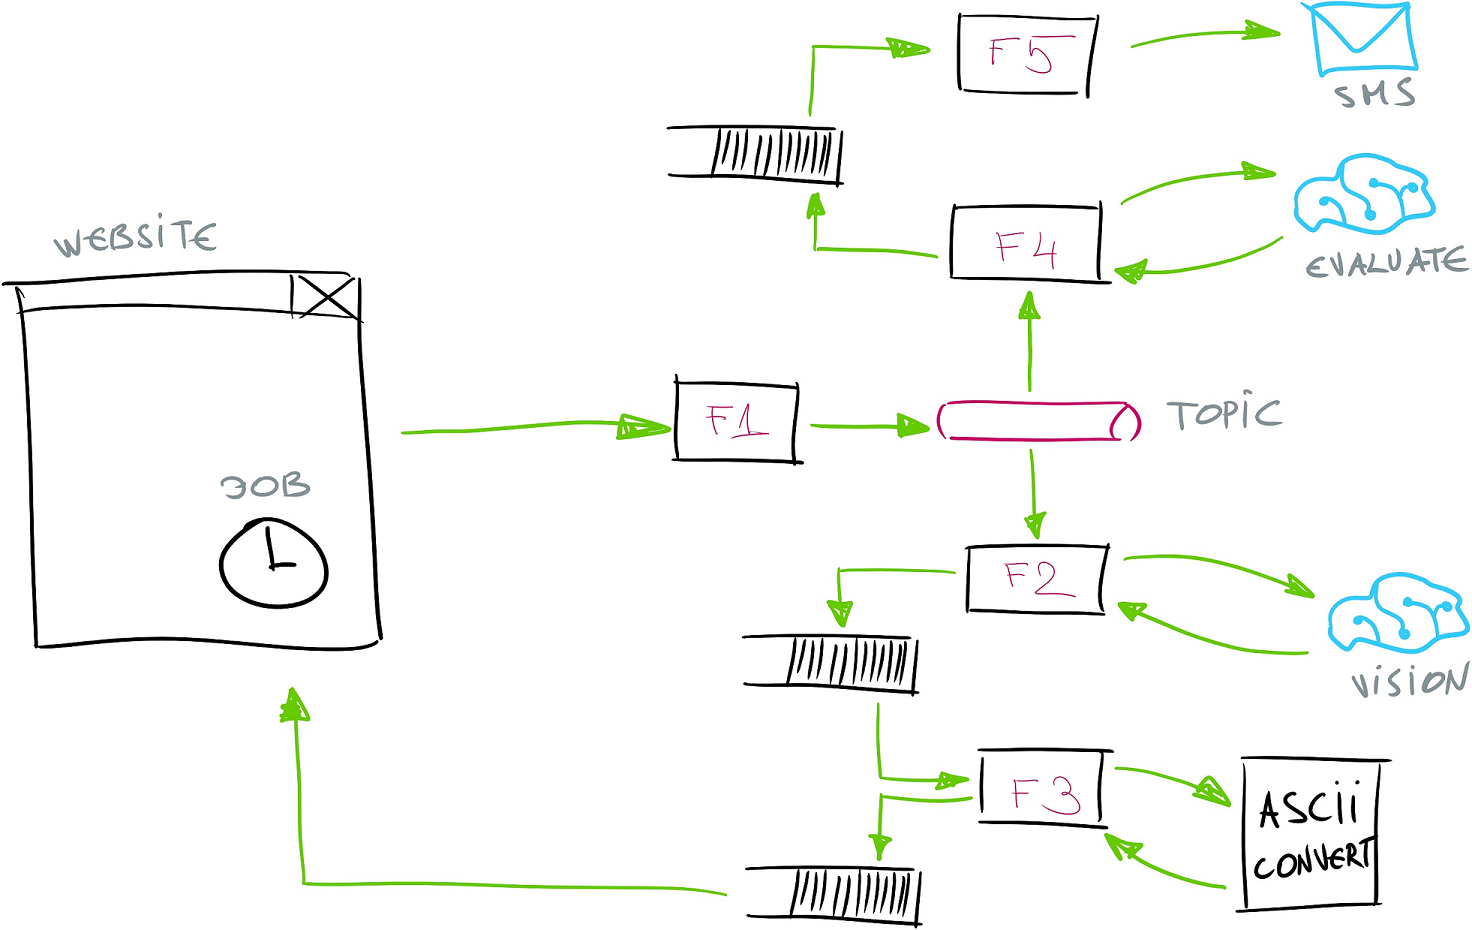 F5
SMS
F4
EVALUATE
WEBSITE
F1
TOPIC
JOB
F2
VISION
F3
ASCII
CONVERT